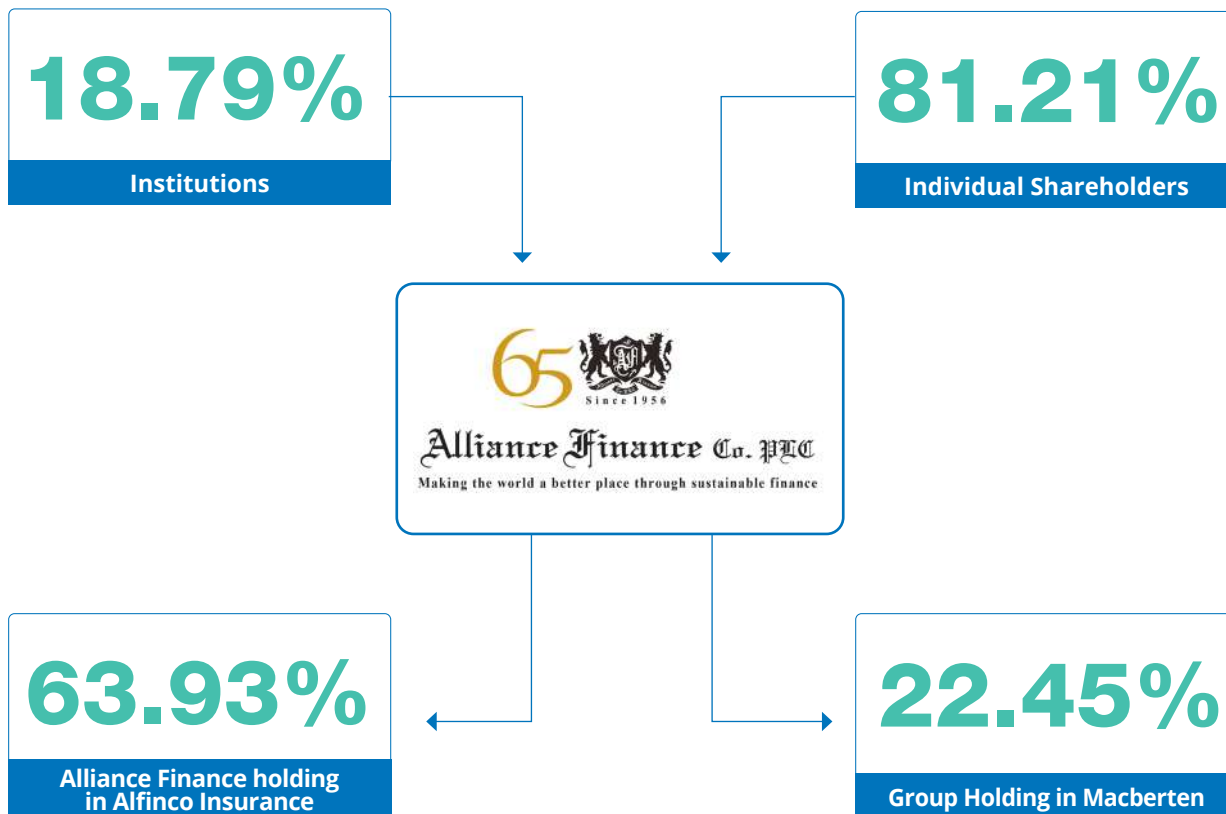 18.79%
Institutions
81.21%
Individual Shareholders
65
Since 1956
Alliance Finance Co. PLC
Making the world a better place through sustainable finance
63.93%
Alliance Finance holding
in Alfinco Insurance
22.45%
Group Holding in Macberten